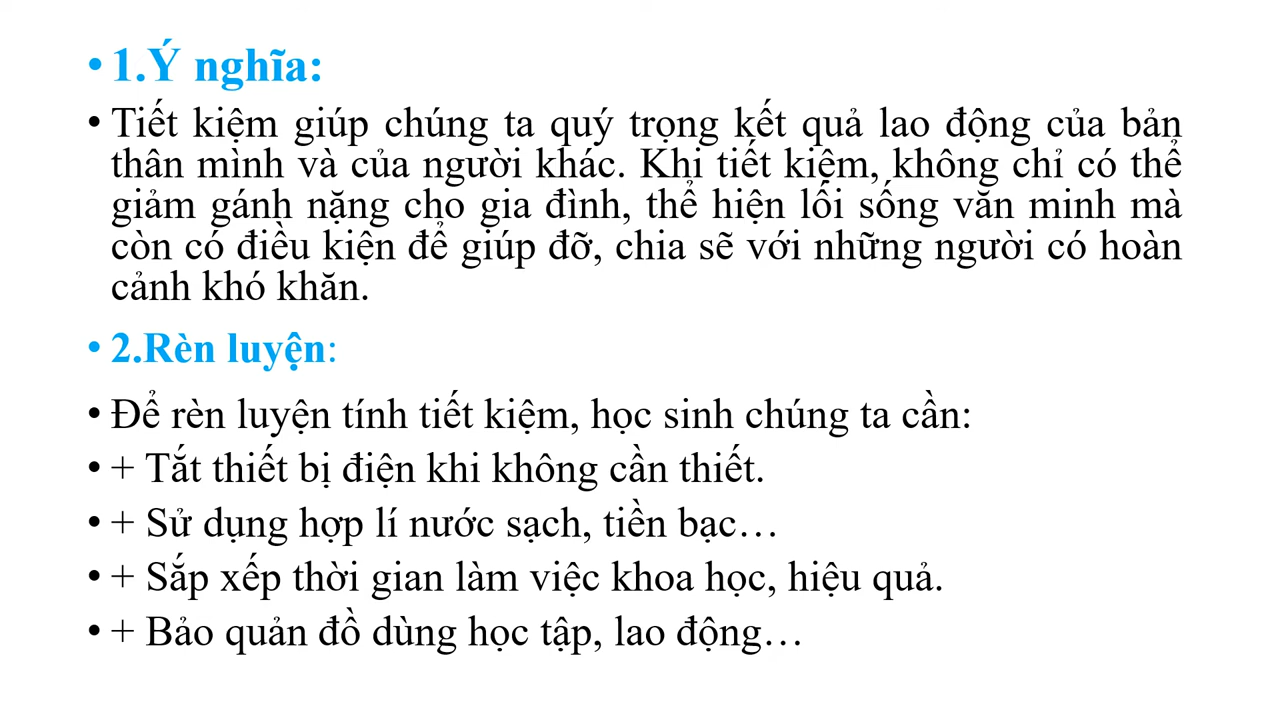 • 1.Ý nghĩa:
• Tiết kiệm giúp chúng ta quý trọng kết quả lao động của bản
thân mình và của người khác. Khi tiết kiệm, không chỉ có thể
giảm gánh nặng cho gia đình, thể hiện lối sống văn minh mà
còn có điều kiện để giúp đỡ, chia sẽ với những người có hoàn
cảnh khó khăn.
• 2.Rèn luyện:
• Để rèn luyện tính tiết kiệm, học sinh chúng ta cần:
• + Tắt thiết bị điện khi không cần thiết.
• + Sử dụng hợp lí nước sạch, tiền bạc…
• + Sắp xếp thời gian làm việc khoa học, hiệu quả.
• + Bảo quản đồ dùng học tập, lao động…